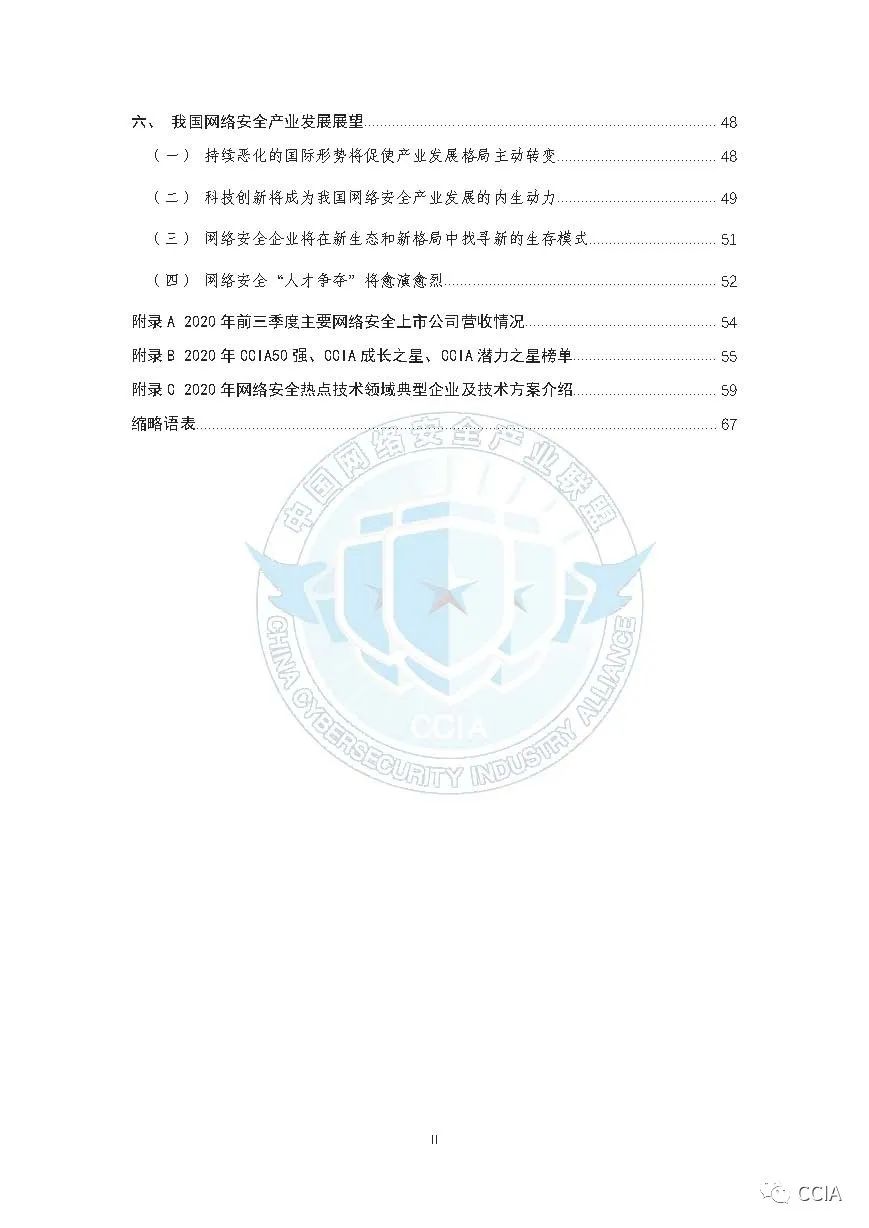 六、 我国网络安全产业发展展望........48
（一） 持续恶化的国际形势将促使产业发展格局主动转变........48
（二） 科技创新将成为我国网络安全产业发展的内生动力........49
（三） 网络安全企业将在新生态和新格局中找寻新的生存模式........51
（四） 网络安全“人才争夺”将愈演愈烈........52
附录 A 2020 年前三季度主要网络安全上市公司营收情况........54
附录 B 2020 年 CCIA50 强、CCIA 成长之星、CCIA 潜力之星榜单........55
附录 C 2020 年网络安全热点技术领域典型企业及技术方案介绍........59
缩略语表........67
中国网络安全产业联盟
CCIA
CHINA CYBERSECURITY INDUSTRY ALLIANCE
II
CCIA